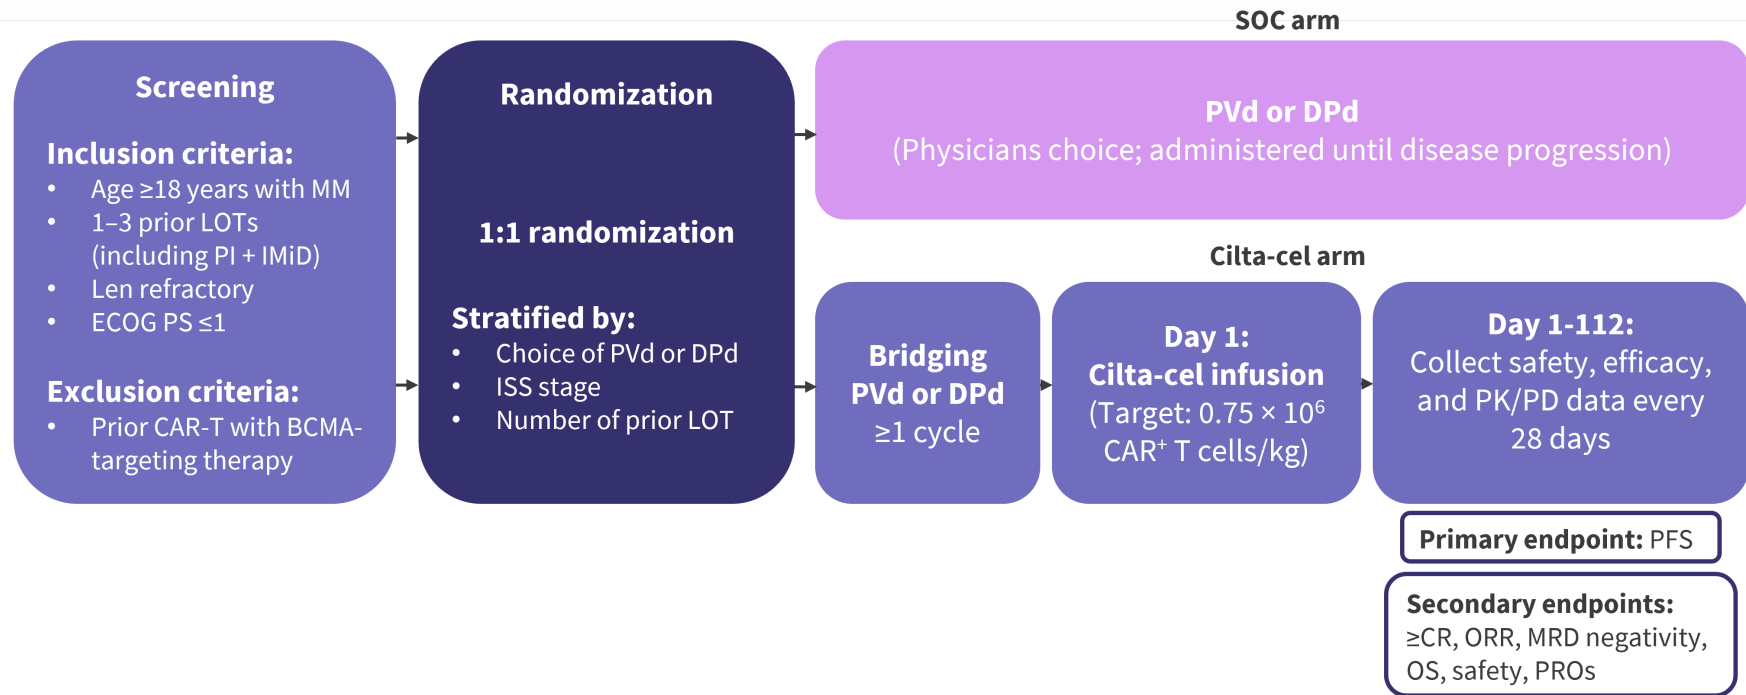 Screening
Inclusion criteria:
• Age ≥18 years with MM
• 1–3 prior LOTs
(including PI + IMiD)
• Len refractory
• ECOG PS ≤1
Exclusion criteria:
• Prior CAR-T with BCMA-
targeting therapy
Randomization
1:1 randomization
Stratified by:
• Choice of PVd or DPd
• ISS stage
• Number of prior LOT
SOC arm
PVd or DPd
(Physicians choice; administered until disease progression)
Cilta-cel arm
Bridging
PVd or DPd
≥1 cycle
Day 1:
Cilta-cel infusion
(Target: 0.75 × 10⁶
CAR⁺ T cells/kg)
Day 1-112:
Collect safety, efficacy,
and PK/PD data every
28 days
Primary endpoint: PFS
Secondary endpoints:
≥CR, ORR, MRD negativity,
OS, safety, PROs